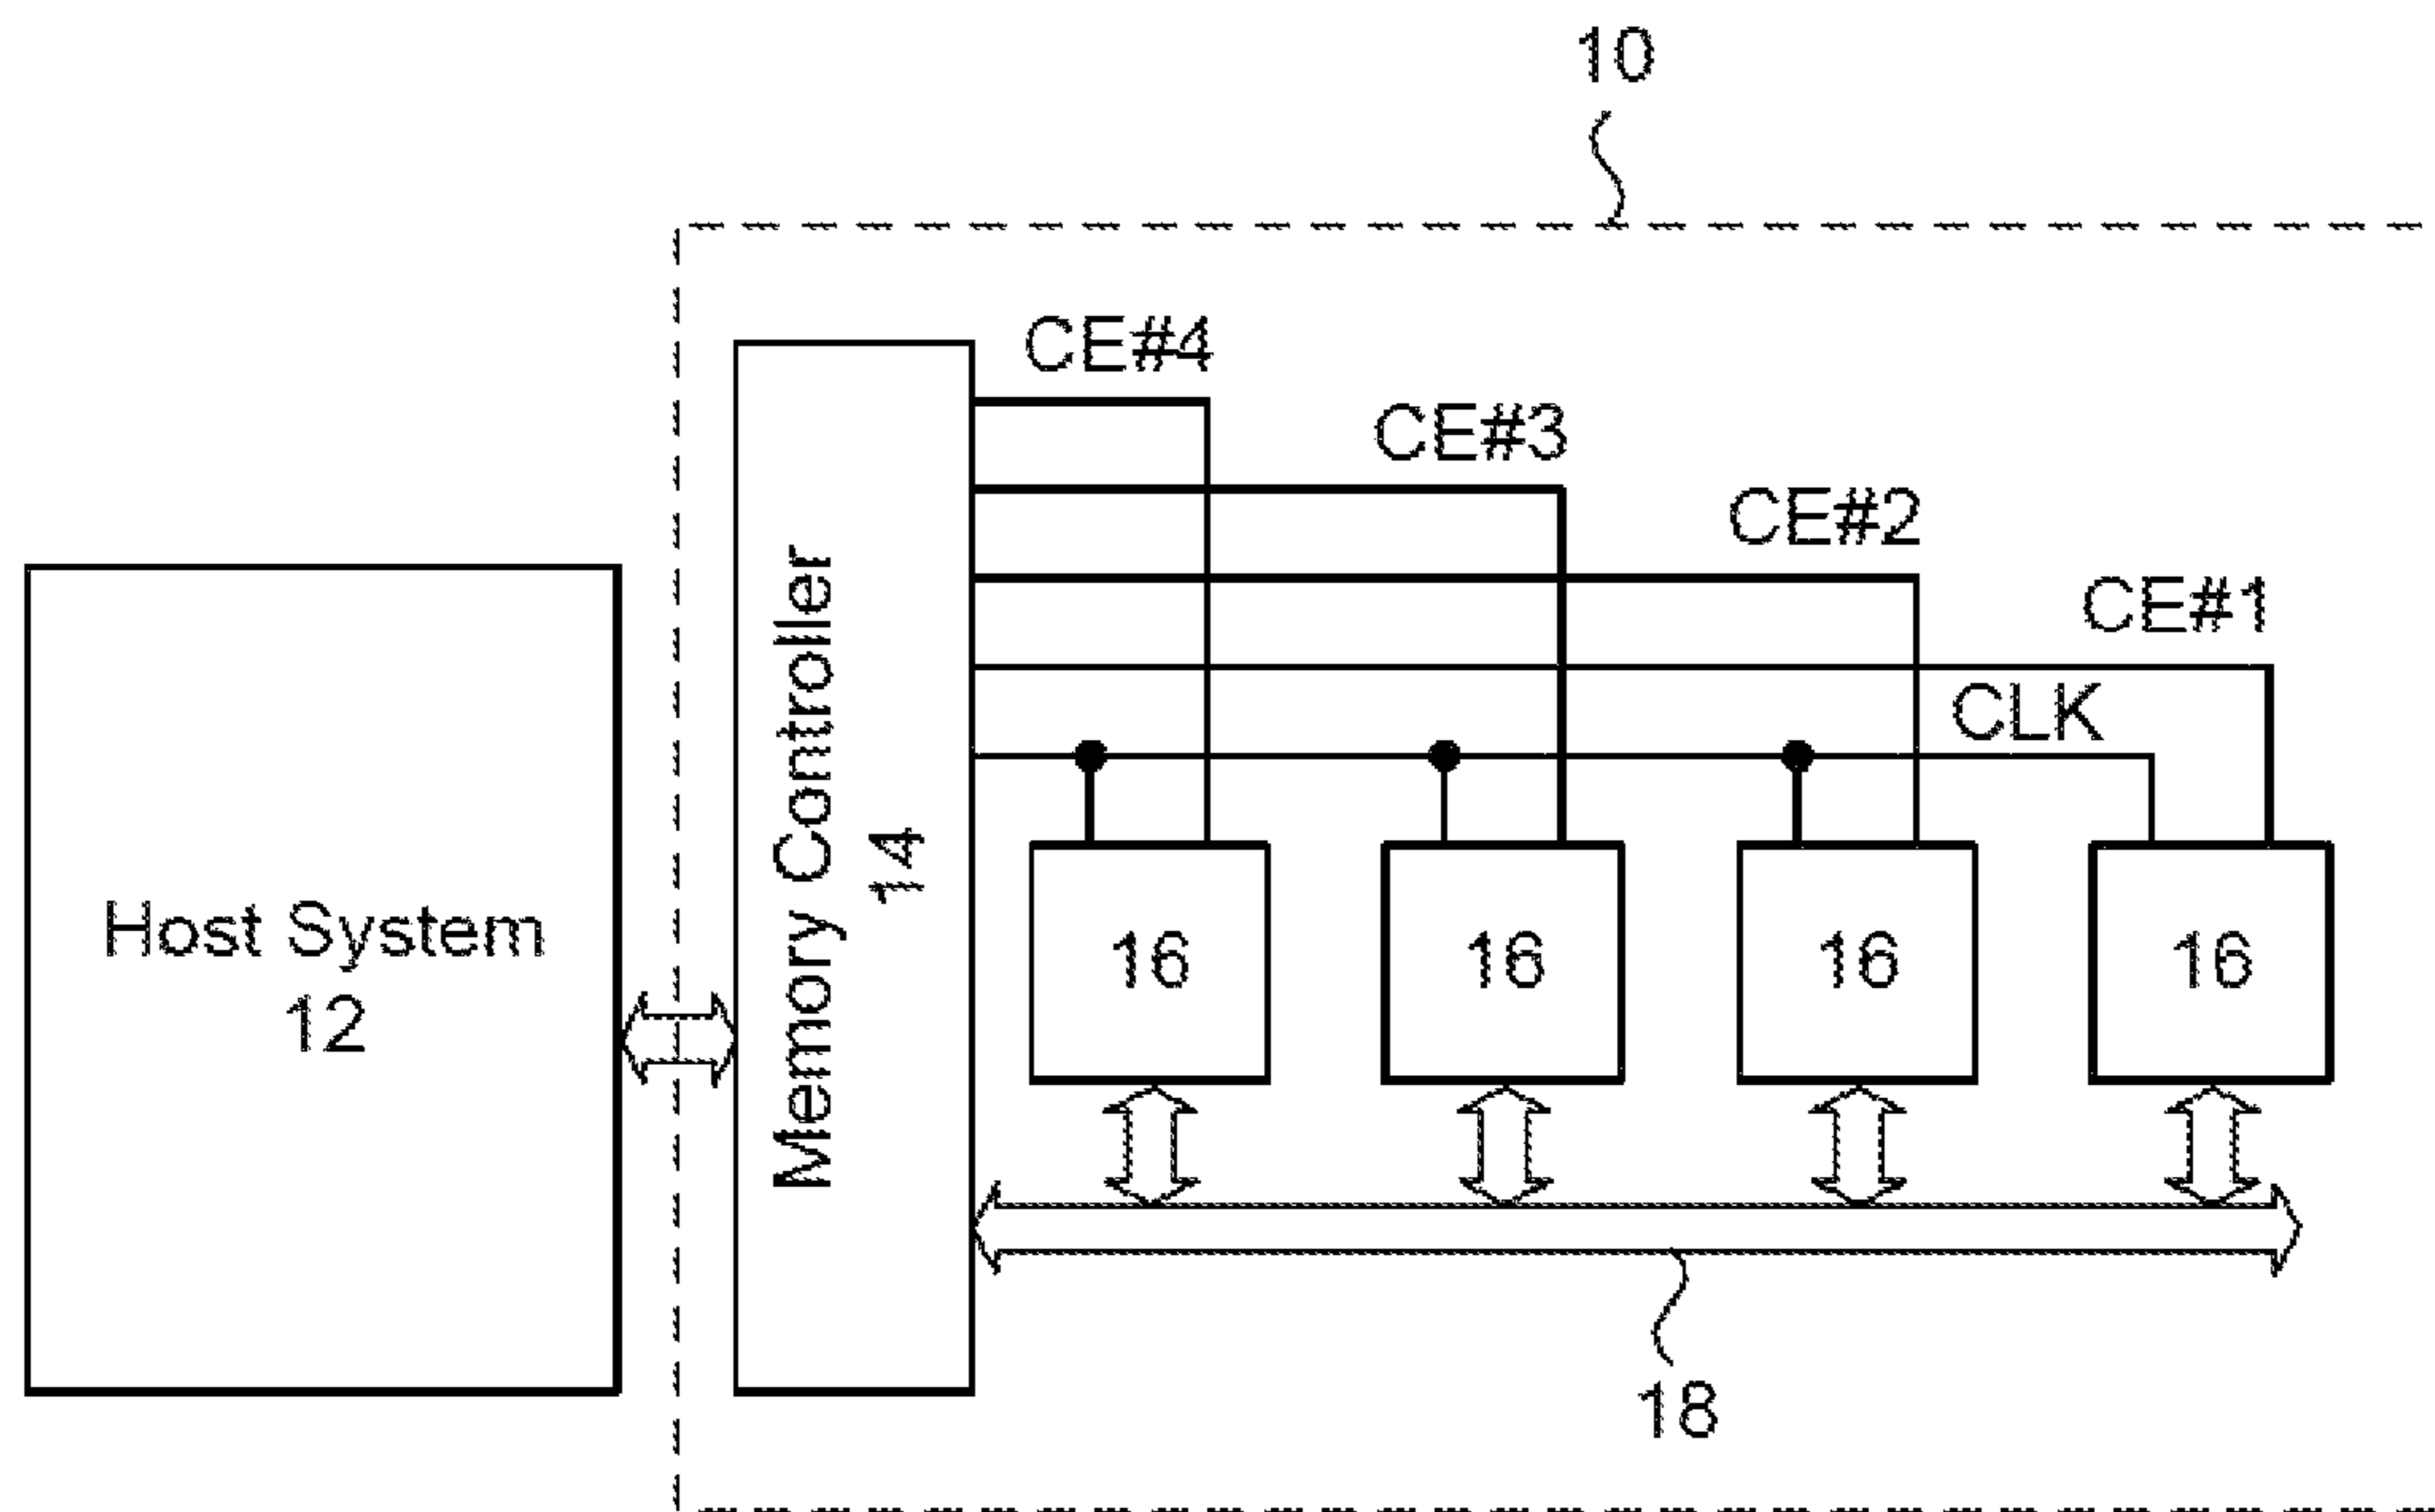 10
CE#4
CE#3
CE#2
CE#1
CLK
Memory Controller
14
Host System
12
16
16
16
16
18